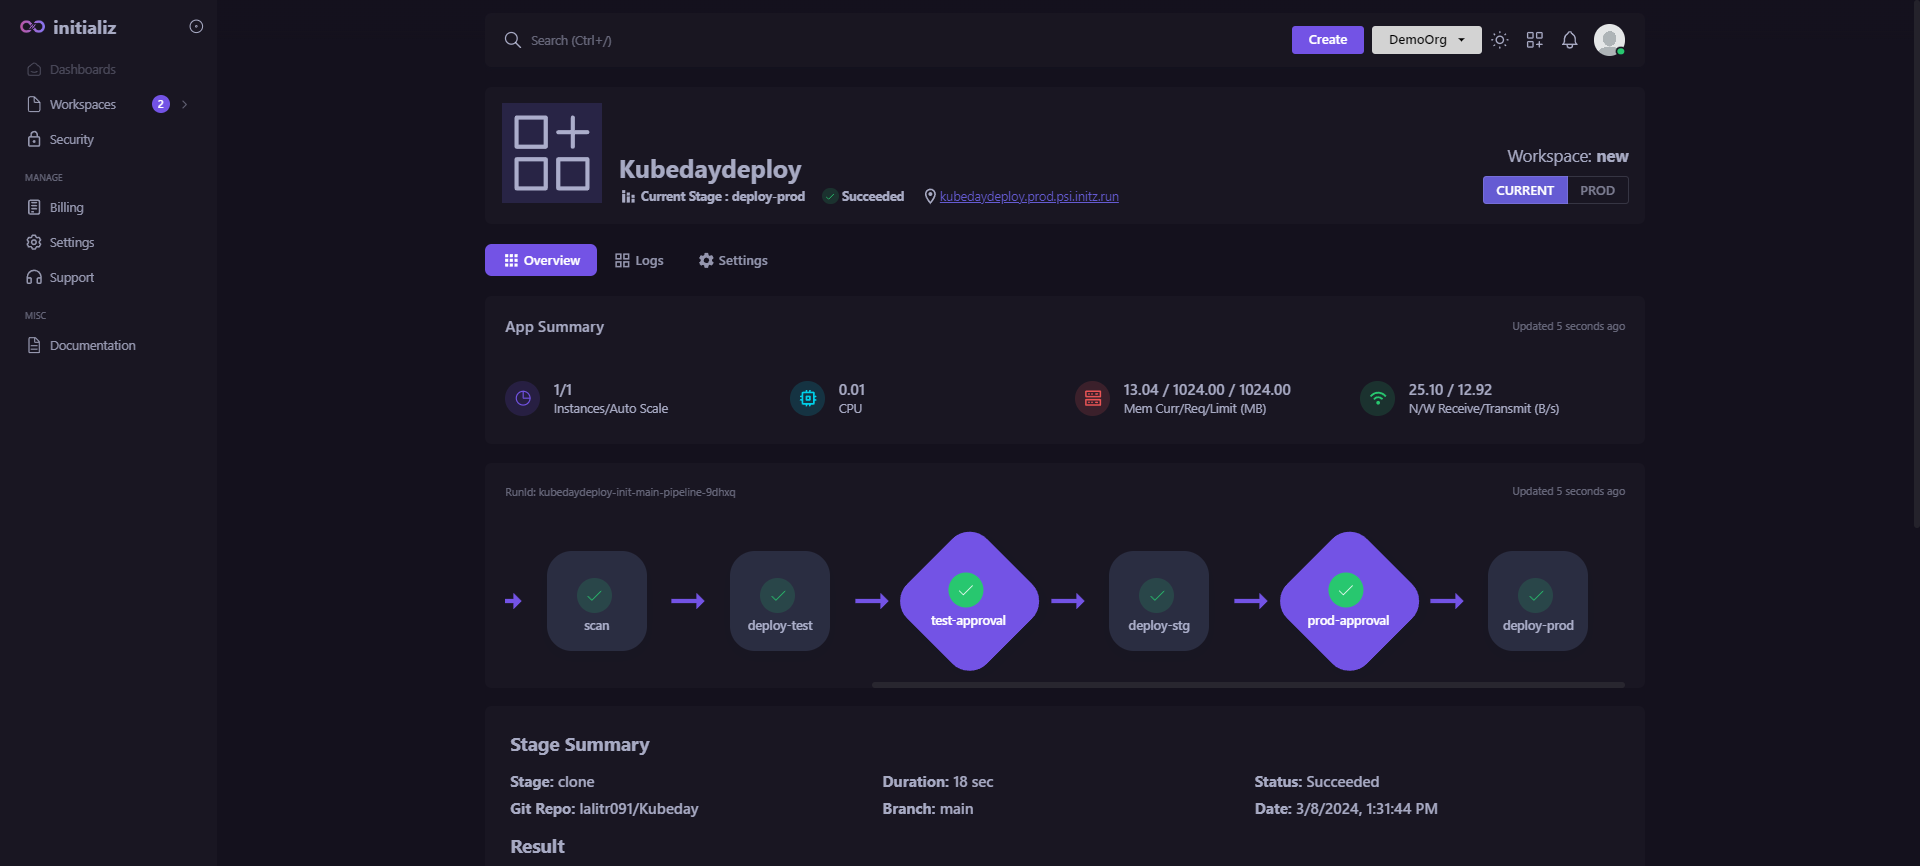 initializ
Dashboards
Workspaces 2
Security
MANAGE
Billing
Settings
Support
MISC
Documentation
Search (Ctrl+/)
Create
DemoOrg
Kubedaydeploy
Current Stage : deploy-prod Succeeded kubedaydeploy.prod.psi.initz.run
Workspace: new
CURRENT PROD
Overview Logs Settings
App Summary Updated 5 seconds ago
1/1
Instances/Auto Scale
0.01
CPU
13.04 / 1024.00 / 1024.00
Mem Curr/Req/Limit (MB)
25.10 / 12.92
N/W Receive/Transmit (B/s)
RunId: kubedaydeploy-init-main-pipeline-9dhxq Updated 5 seconds ago
scan
deploy-test
test-approval
deploy-stg
prod-approval
deploy-prod
Stage Summary
Stage: clone Duration: 18 sec Status: Succeeded
Git Repo: lalitr091/Kubeday Branch: main Date: 3/8/2024, 1:31:44 PM
Result